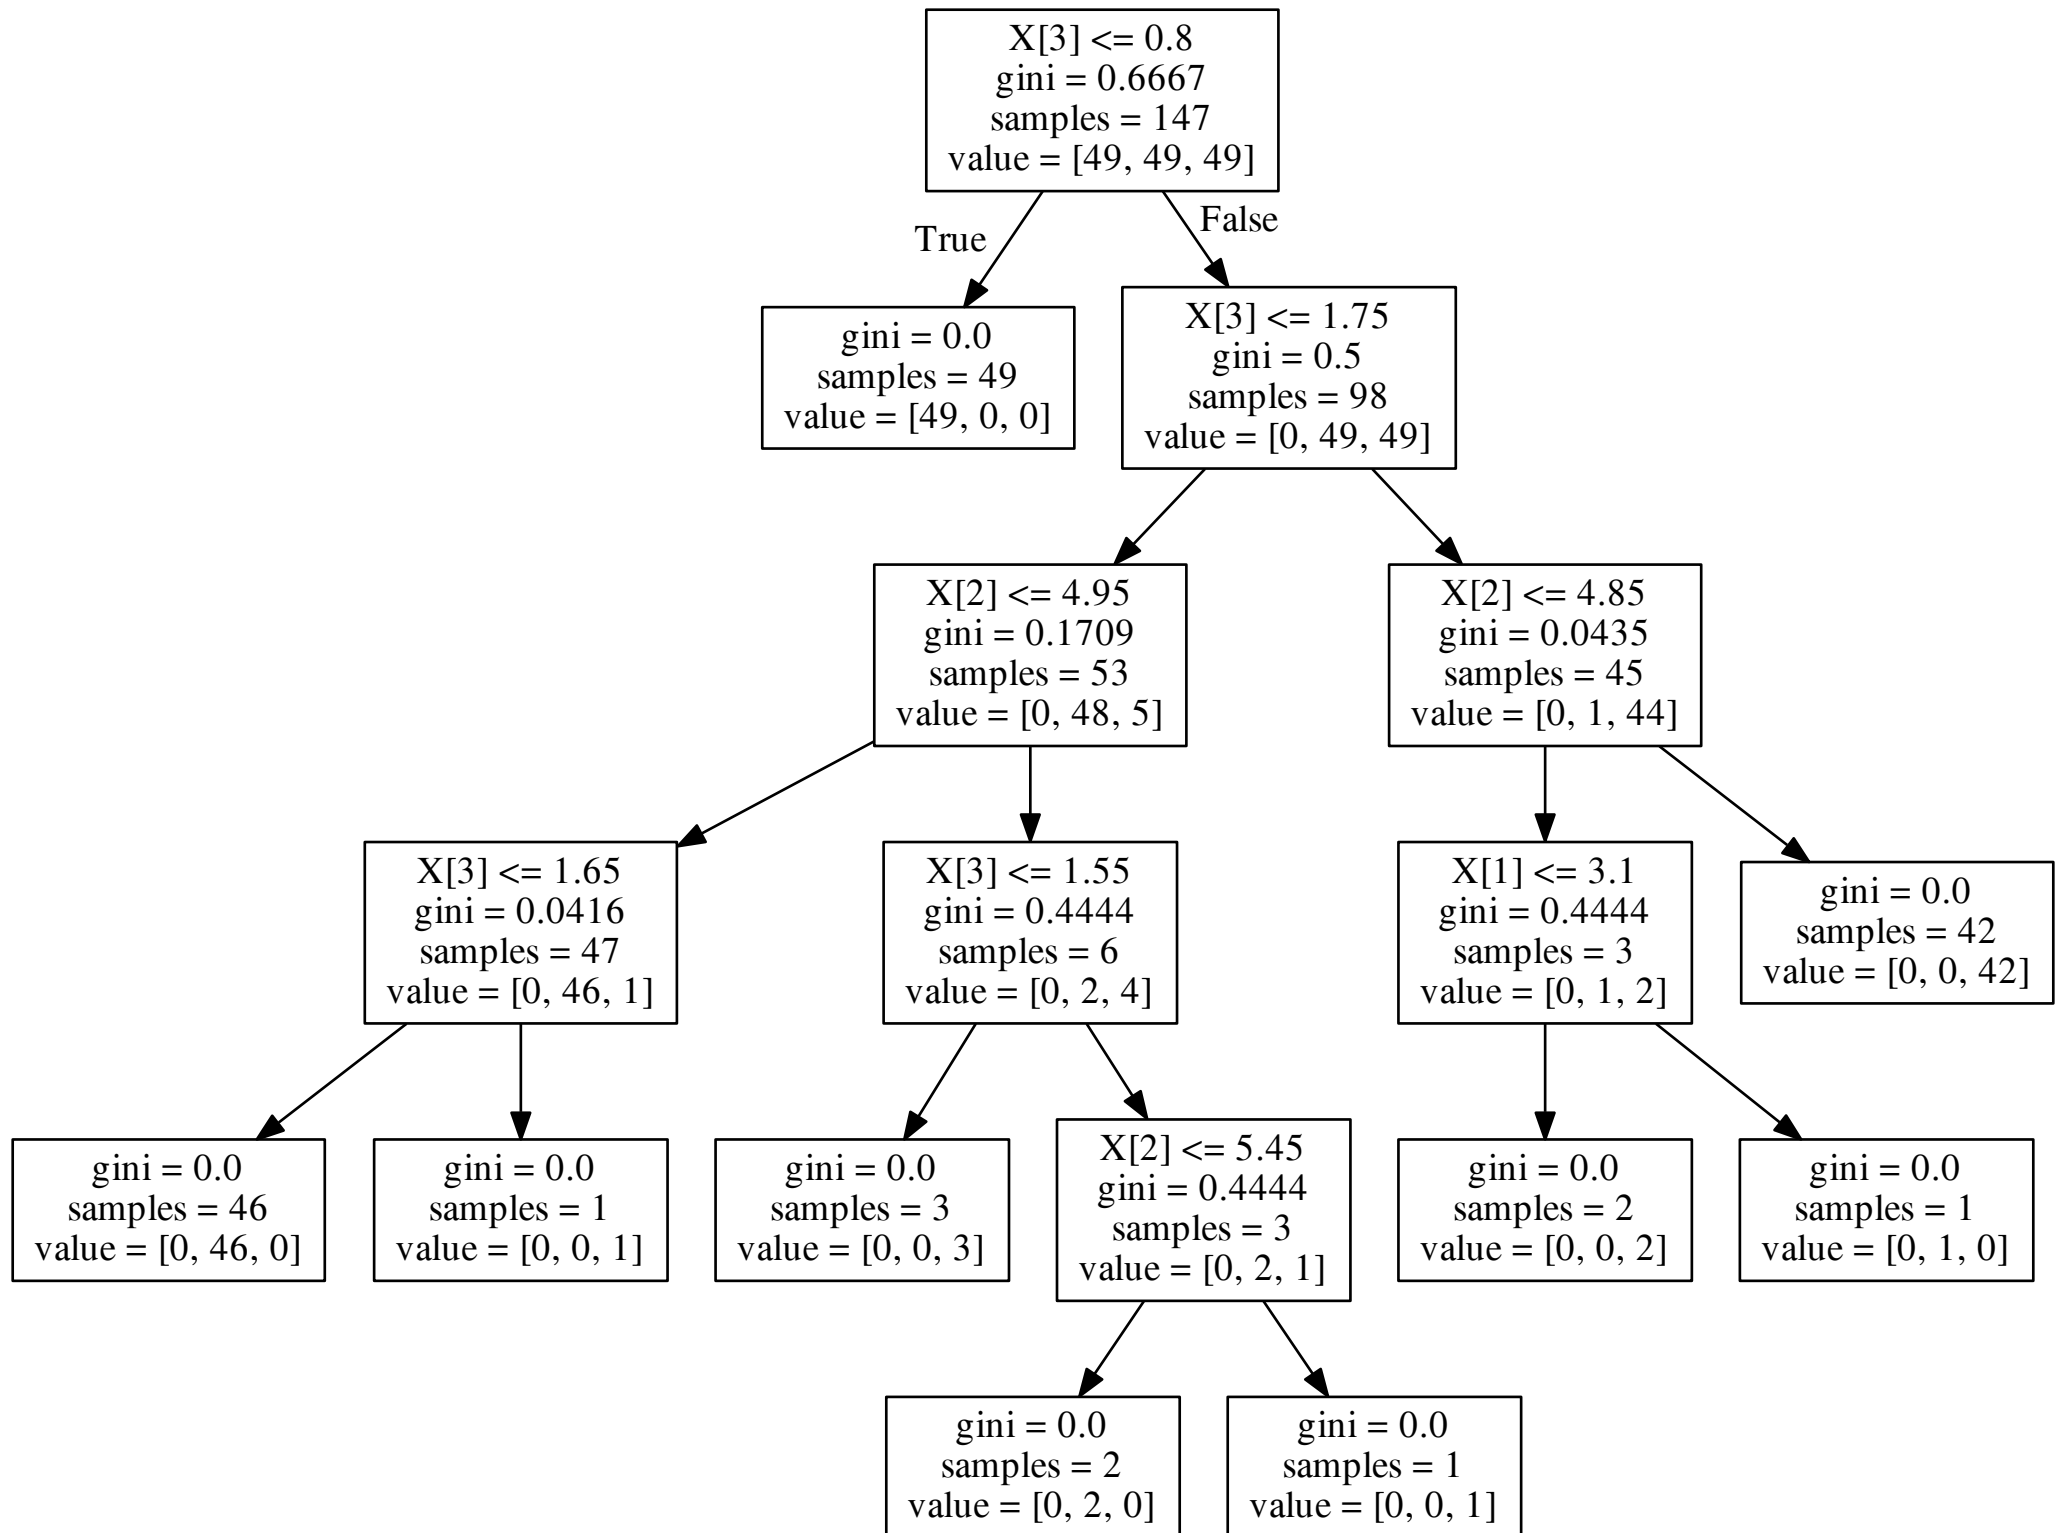 X[3] <= 0.8
gini = 0.6667
samples = 147
value = [49, 49, 49]
True
False
gini = 0.0
samples = 49
value = [49, 0, 0]
X[3] <= 1.75
gini = 0.5
samples = 98
value = [0, 49, 49]
X[2] <= 4.95
gini = 0.1709
samples = 53
value = [0, 48, 5]
X[2] <= 4.85
gini = 0.0435
samples = 45
value = [0, 1, 44]
X[3] <= 1.65
gini = 0.0416
samples = 47
value = [0, 46, 1]
X[3] <= 1.55
gini = 0.4444
samples = 6
value = [0, 2, 4]
X[1] <= 3.1
gini = 0.4444
samples = 3
value = [0, 1, 2]
gini = 0.0
samples = 42
value = [0, 0, 42]
gini = 0.0
samples = 46
value = [0, 46, 0]
gini = 0.0
samples = 1
value = [0, 0, 1]
gini = 0.0
samples = 3
value = [0, 0, 3]
X[2] <= 5.45
gini = 0.4444
samples = 3
value = [0, 2, 1]
gini = 0.0
samples = 2
value = [0, 0, 2]
gini = 0.0
samples = 1
value = [0, 1, 0]
gini = 0.0
samples = 2
value = [0, 2, 0]
gini = 0.0
samples = 1
value = [0, 0, 1]